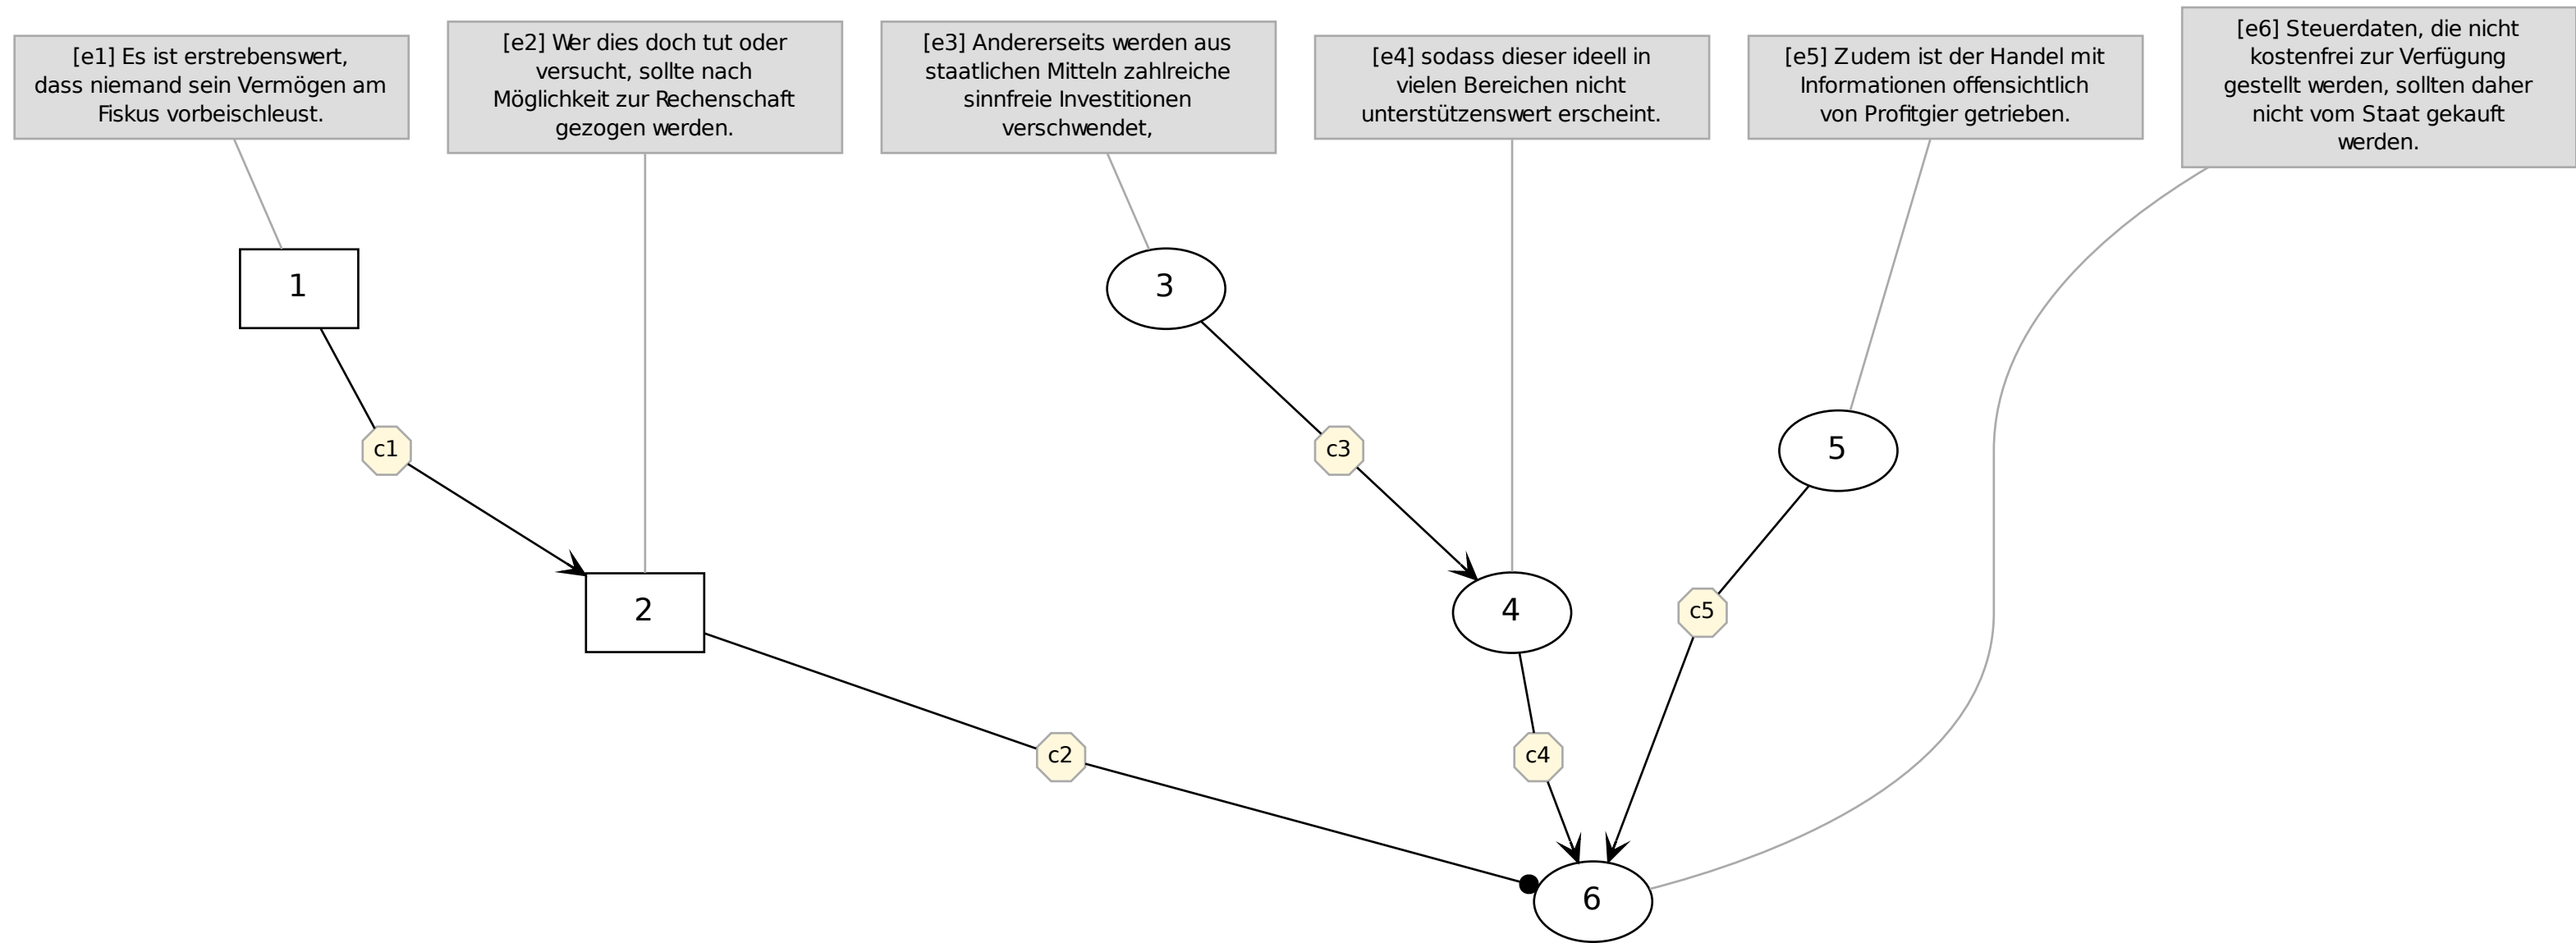 [e1] Es ist erstrebenswert,
dass niemand sein Vermögen am
Fiskus vorbeischleust.
[e2] Wer dies doch tut oder
versucht, sollte nach
Möglichkeit zur Rechenschaft
gezogen werden.
[e3] Andererseits werden aus
staatlichen Mitteln zahlreiche
sinnfreie Investitionen
verschwendet,
[e4] sodass dieser ideell in
vielen Bereichen nicht
unterstützenswert erscheint.
[e5] Zudem ist der Handel mit
Informationen offensichtlich
von Profitgier getrieben.
[e6] Steuerdaten, die nicht
kostenfrei zur Verfügung
gestellt werden, sollten daher
nicht vom Staat gekauft
werden.
1
3
c1
c3
5
2
4
c5
c2
c4
6